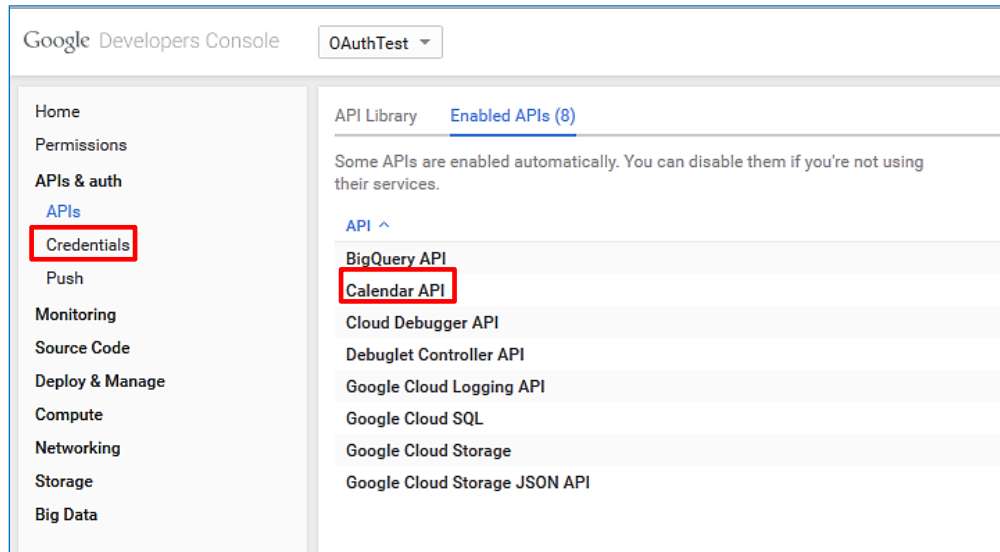 Google Developers Console
OAuthTest
Home
Permissions
APIs & auth
APIs
Credentials
Push
Monitoring
Source Code
Deploy & Manage
Compute
Networking
Storage
Big Data
API Library
Enabled APIs (8)
Some APIs are enabled automatically. You can disable them if you're not using
their services.
API
BigQuery API
Calendar API
Cloud Debugger API
Debuglet Controller API
Google Cloud Logging API
Google Cloud SQL
Google Cloud Storage
Google Cloud Storage JSON API